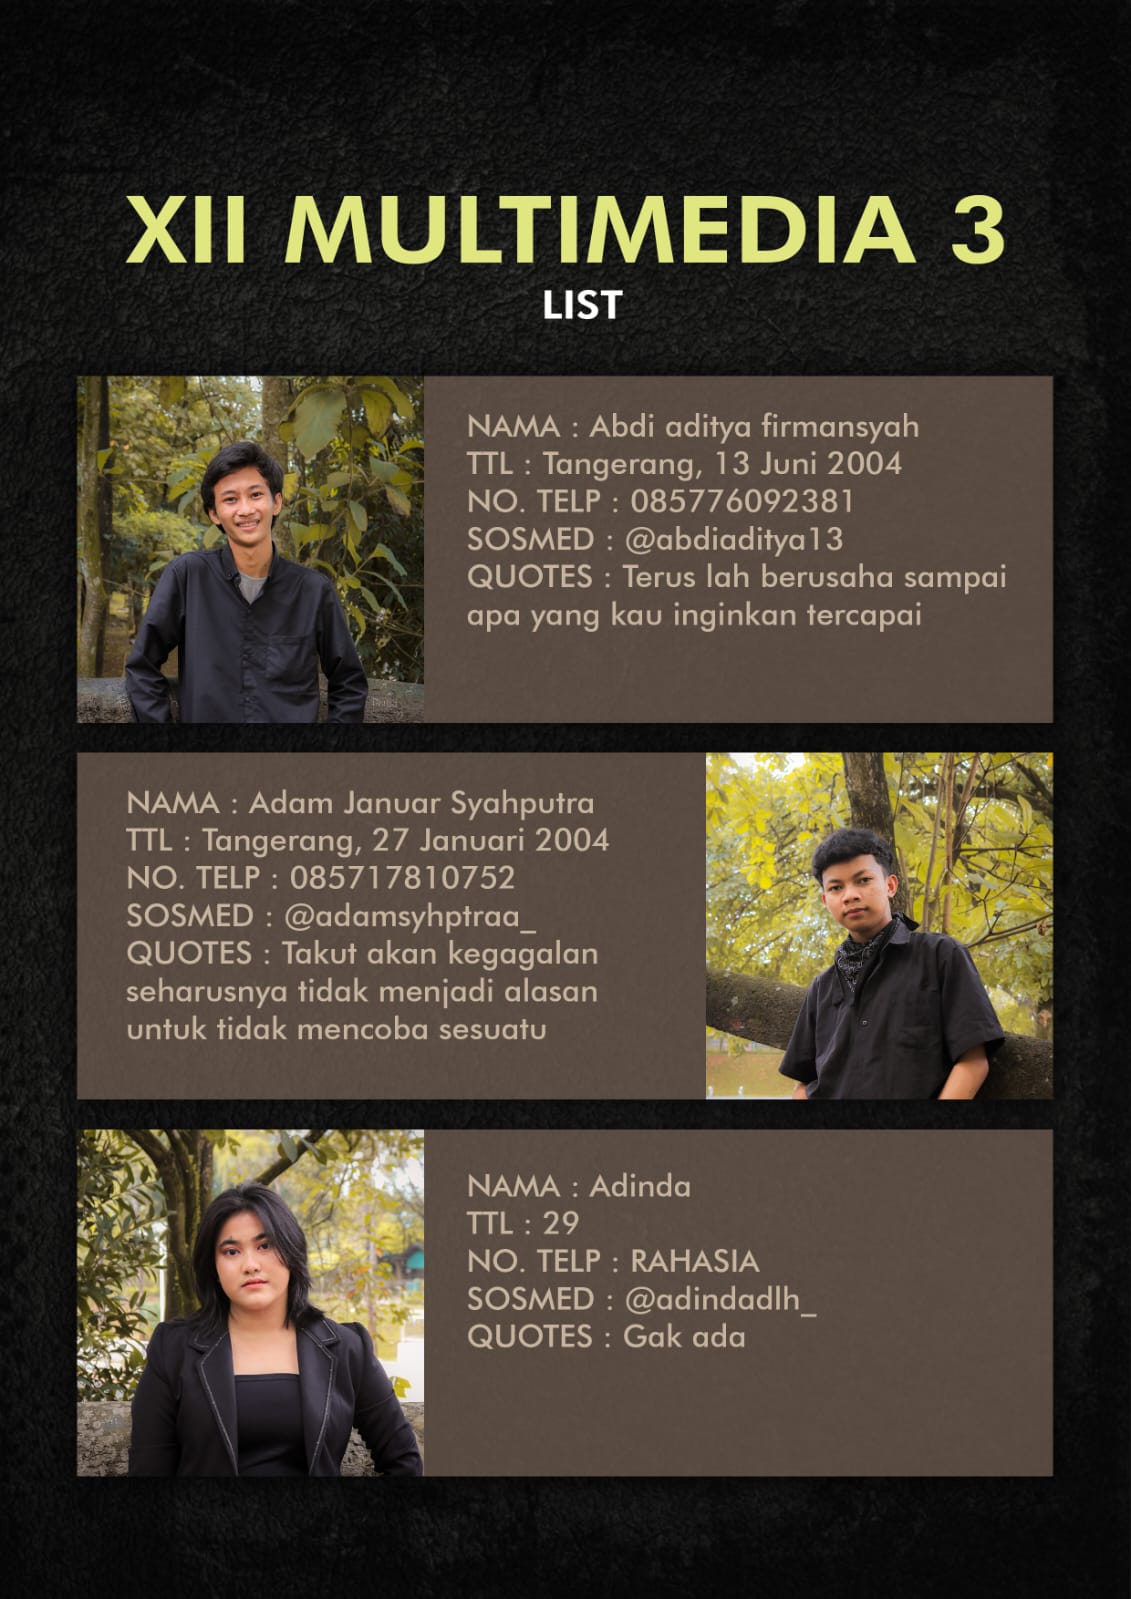 XII MULTIMEDIA 3
LIST
NAMA : Abdi aditya firmansyah
TTL : Tangerang, 13 Juni 2004
NO. TELP : 085776092381
SOSMED : @abdiaditya13
QUOTES : Terus lah berusaha sampai
apa yang kau inginkan tercapai
NAMA : Adam Januar Syahputra
TTL : Tangerang, 27 Januari 2004
NO. TELP : 085717810752
SOSMED : @adamsyhptraa_
QUOTES : Takut akan kegagalan
seharusnya tidak menjadi alasan
untuk tidak mencoba sesuatu
NAMA : Adinda
TTL : 29
NO. TELP : RAHASIA
SOSMED : @adindadlh_
QUOTES : Gak ada